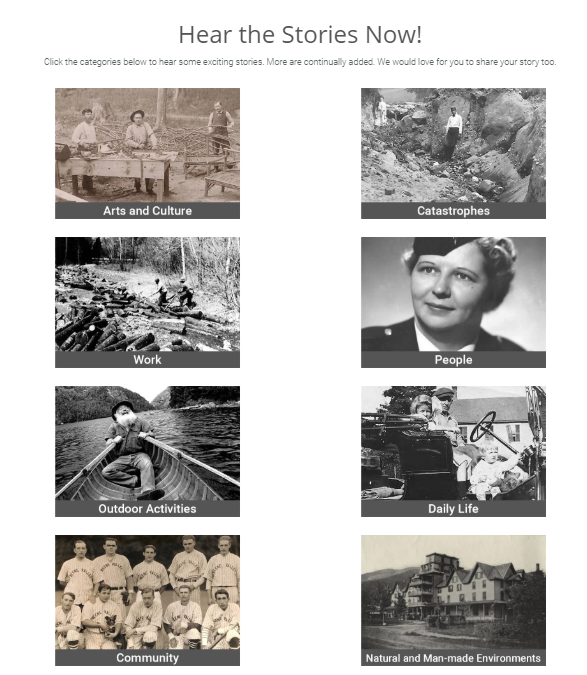 Hear the Stories Now!
Click the categories below to hear some exciting stories. More are continually added. We would love for you to share your story too.
Arts and Culture
Catastrophes
Work
People
Outdoor Activities
Daily Life
Community
Natural and Man-made Environments